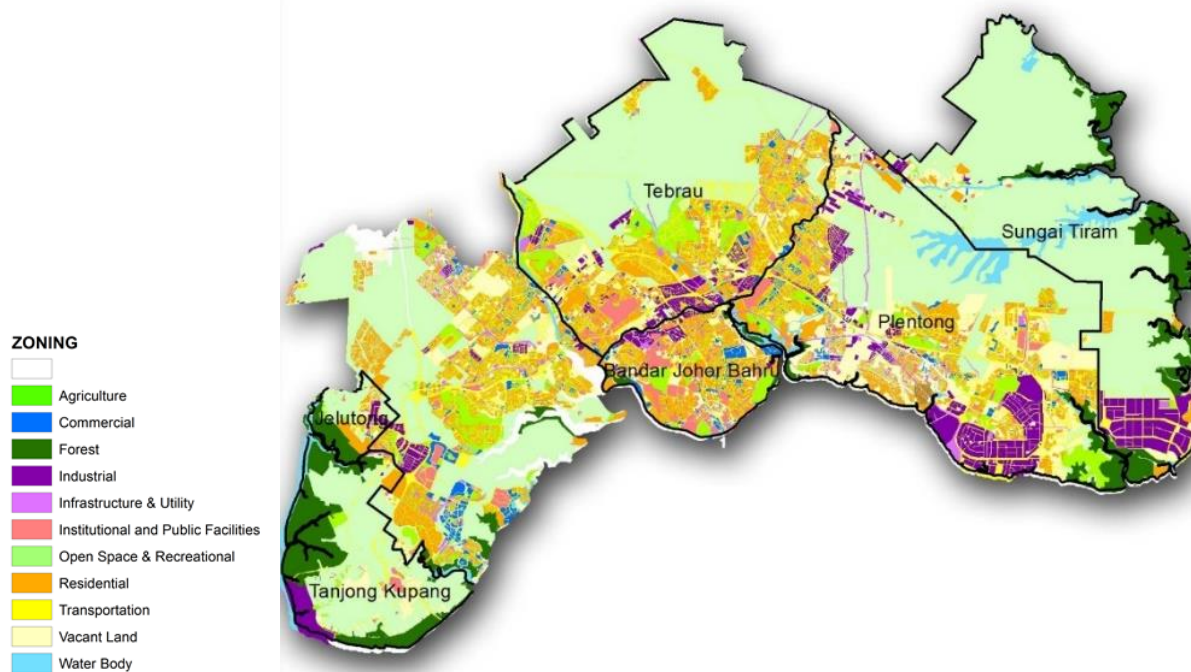 ZONING
Agriculture
Commercial
Forest
Industrial
Infrastructure & Utility
Institutional and Public Facilities
Open Space & Recreational
Residential
Transportation
Vacant Land
Water Body
Tebrau
Sungai Tiram
Plentong
Bandar Johor Bahru
Jelutong
Tanjong Kupang